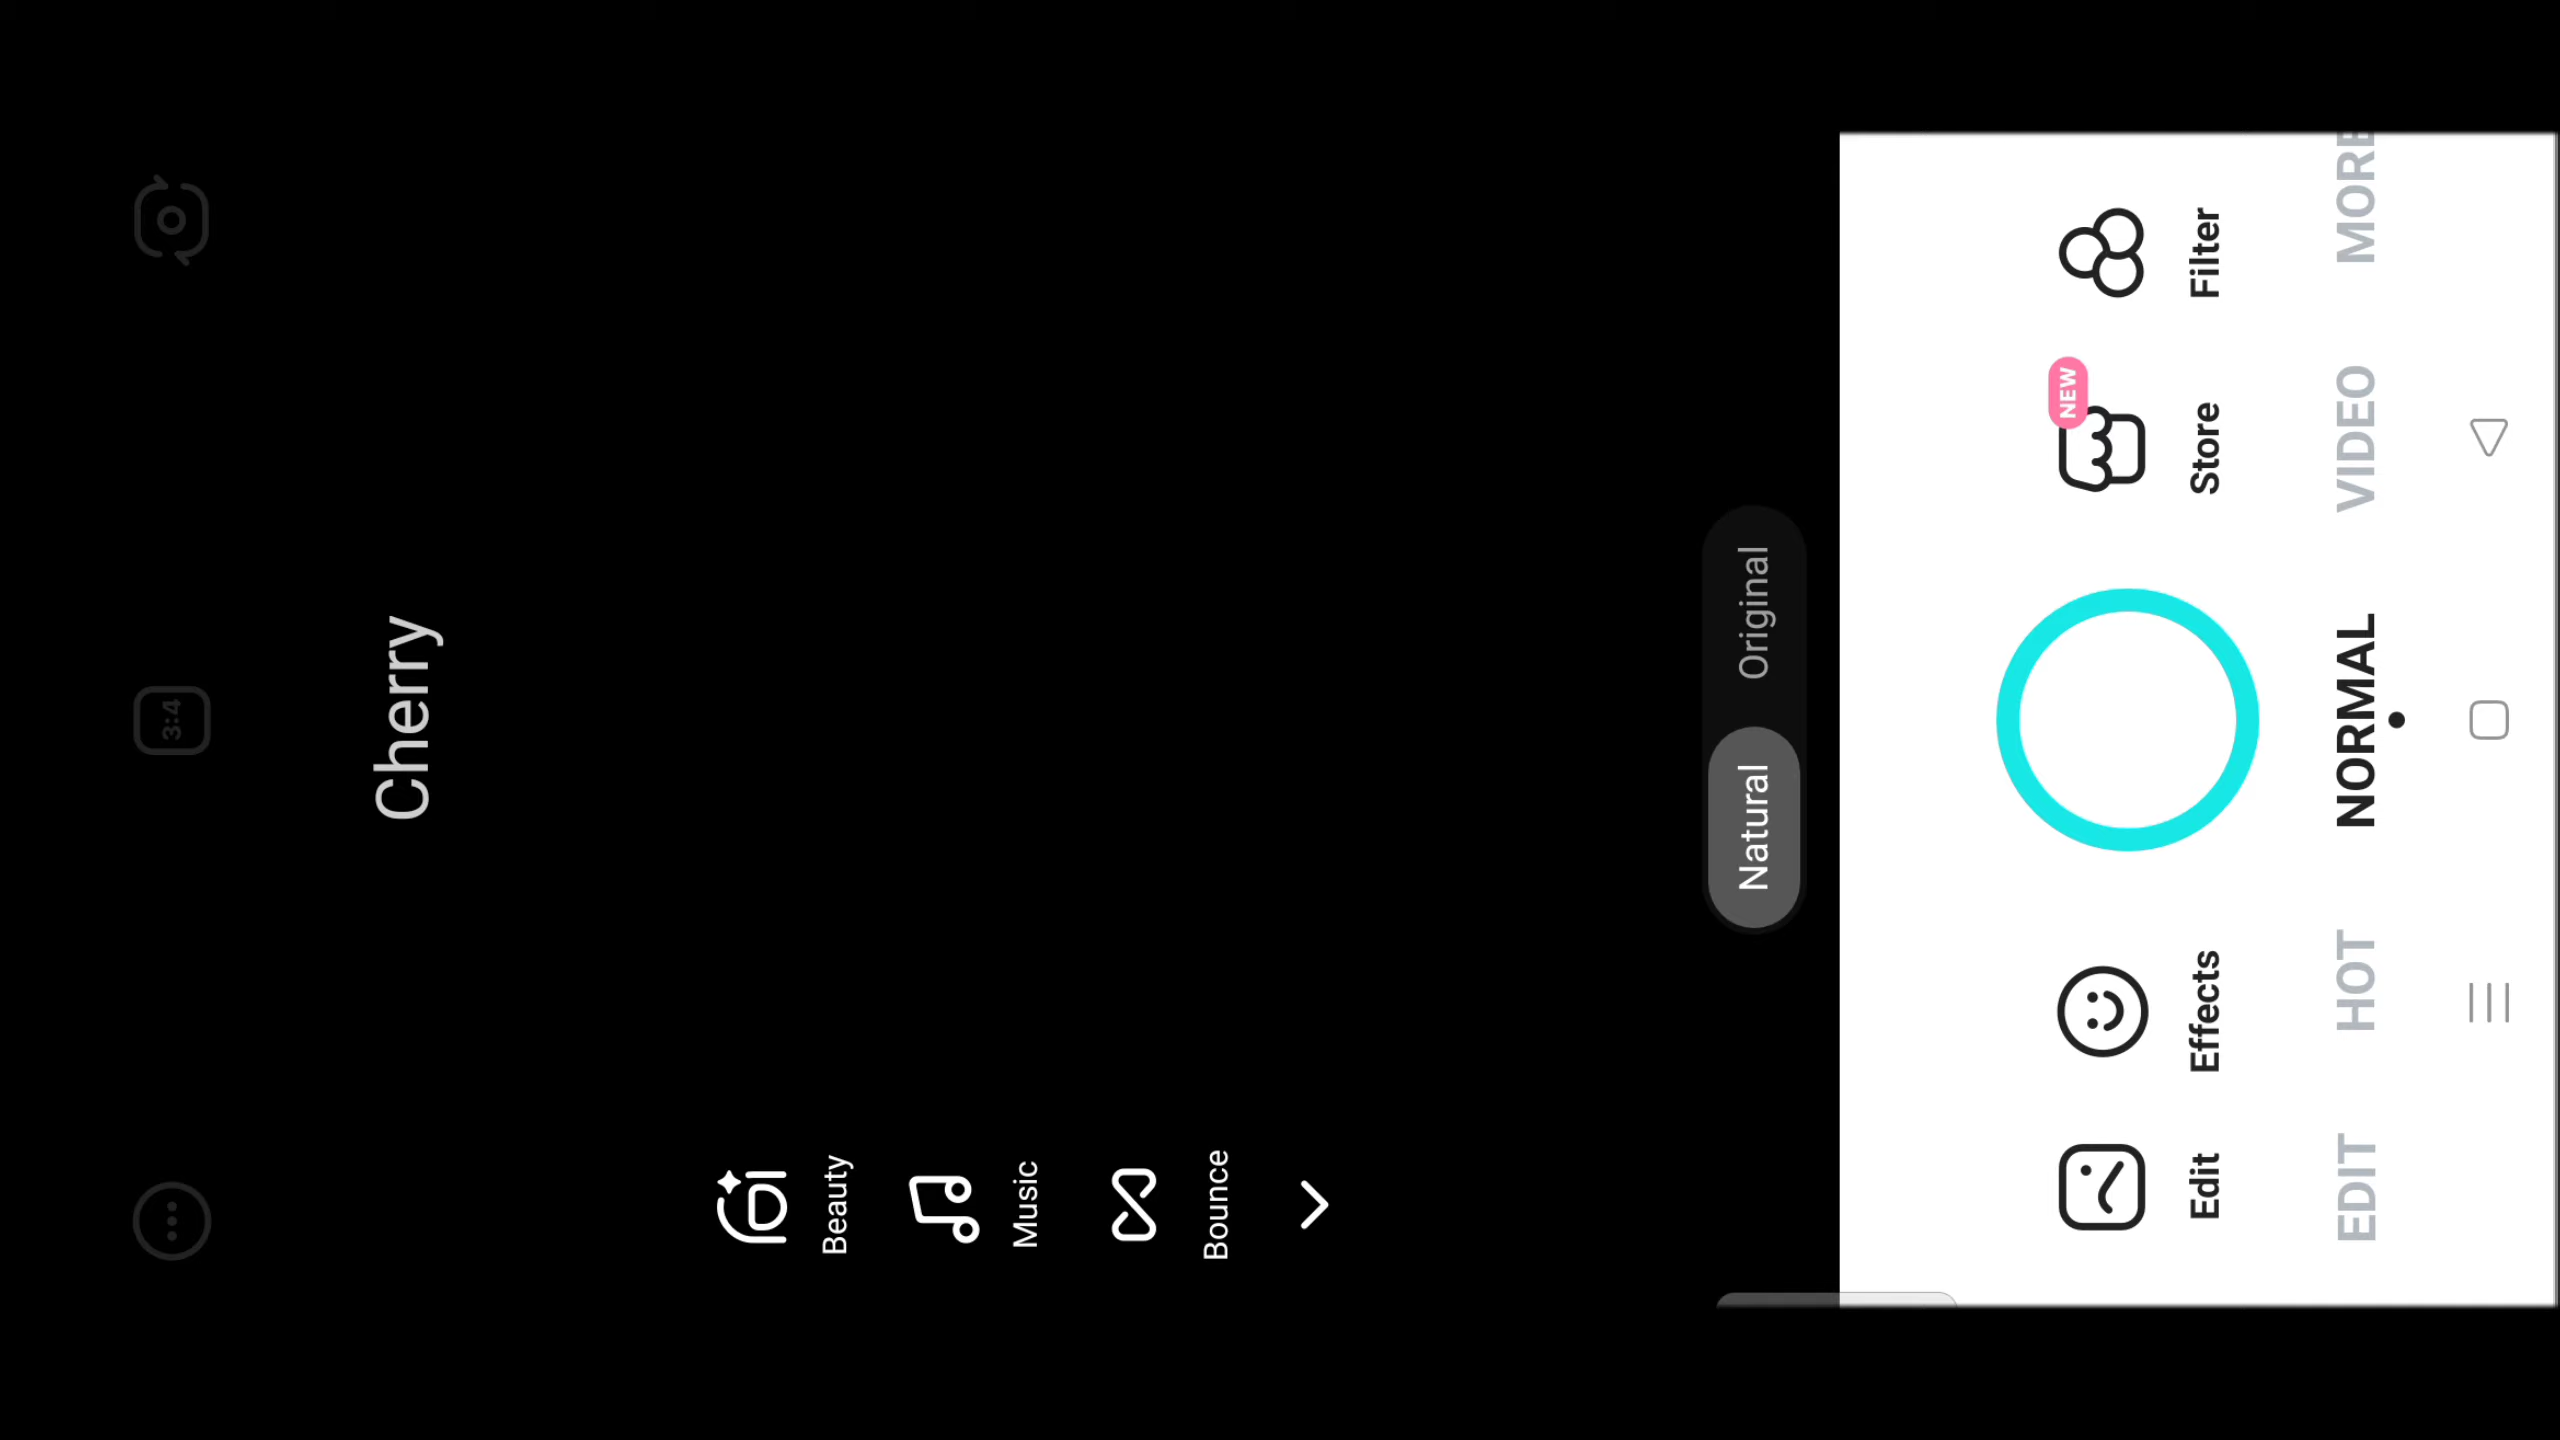 3:4
Cherry
Beauty
Music
Bounce
Natural Original
NEW
Edit Effects Store Filter
EDIT HOT NORMAL VIDEO MORE